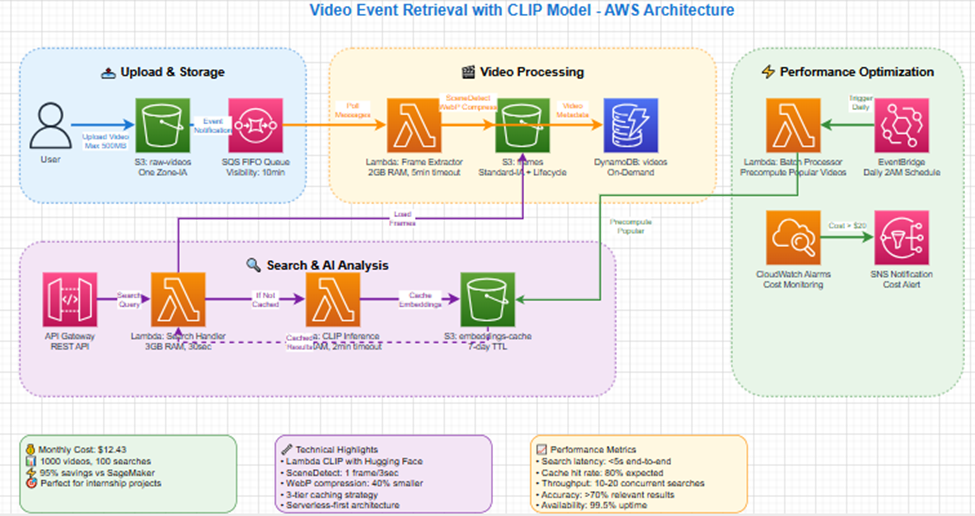 Video Event Retrieval with CLIP Model - AWS Architecture
Upload & Storage
User
Upload Video
Max 500MB
S3: raw-videos
One Zone-IA
Event
Notification
SQS FIFO Queue
Visibility: 10min
Video Processing
Poll
Messages
Lambda: Frame Extractor
2GB RAM, 5min timeout
SceneDetect
WebP Compress
S3: frames
Standard-IA + Lifecycle
Video
Metadata
DynamoDB: videos
On-Demand
Performance Optimization
Lambda: Batch Processor
Precompute Popular Videos
Trigger
Daily
EventBridge
Daily 2AM Schedule
CloudWatch Alarms
Cost Monitoring
Cost > $20
SNS Notification
Cost Alert
Load
Frames
Precompute
Popular
Search & AI Analysis
API Gateway
REST API
Search
Query
Lambda: Search Handler
3GB RAM, 30sec
If Not
Cached
Cached
Results
a: CLIP Inference
AM, 2min timeout
Cache
Embeddings
S3: embeddings-cache
7-day TTL
Monthly Cost: $12.43
1000 videos, 100 searches
95% savings vs SageMaker
Perfect for internship projects
Technical Highlights
• Lambda CLIP with Hugging Face
• SceneDetect: 1 frame/3sec
• WebP compression: 40% smaller
• 3-tier caching strategy
• Serverless-first architecture
Performance Metrics
• Search latency: <5s end-to-end
• Cache hit rate: 80% expected
• Throughput: 10-20 concurrent searches
• Accuracy: >70% relevant results
• Availability: 99.5% uptime